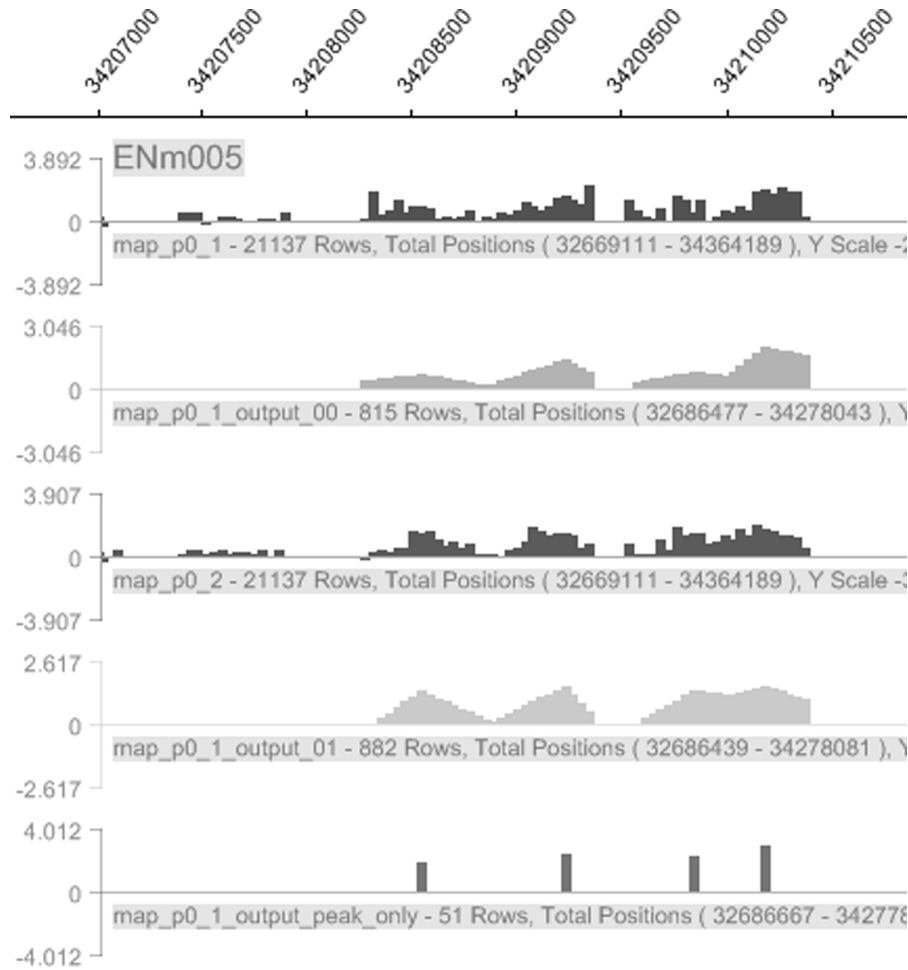 34207000 34207500 34208000 34208500 34209000 34209500 34210000 34210500
3.892
ENm005
0
map_p0_1 - 21137 Rows, Total Positions ( 32669111 - 34364189 ), Y Scale -2
-3.892
3.046
0
map_p0_1_output_00 - 815 Rows, Total Positions ( 32686477 - 34278043 ), Y
-3.046
3.907
0
map_p0_2 - 21137 Rows, Total Positions ( 32669111 - 34364189 ), Y Scale -3
-3.907
2.617
0
map_p0_1_output_01 - 882 Rows, Total Positions ( 32686439 - 34278081 ), Y
-2.617
4.012
0
map_p0_1_output_peak_only - 51 Rows, Total Positions ( 32686667 - 342778
-4.012